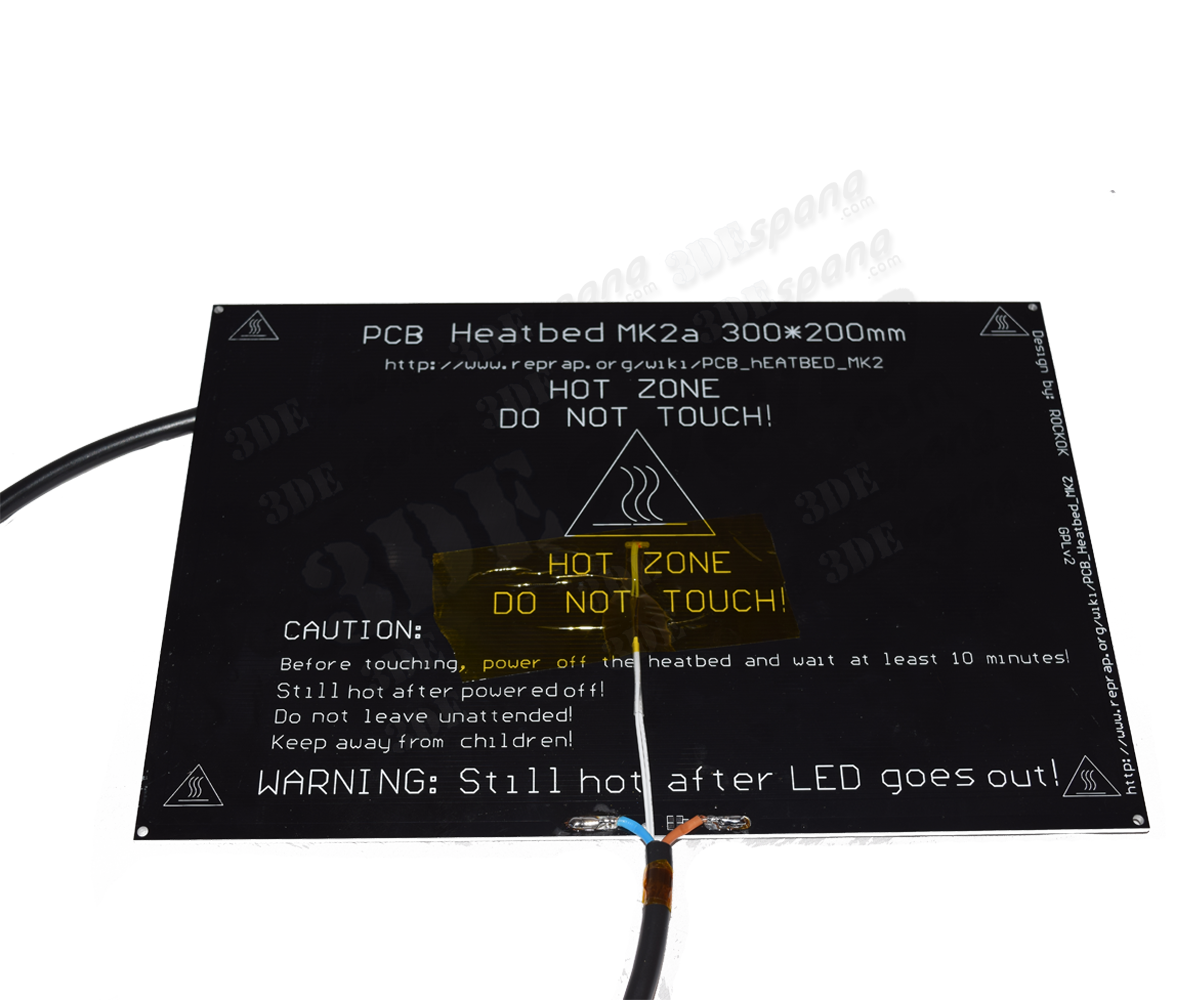 3DEspana
.com
3DEspana
.com
PCB Heatbed MK2a 300*200mm
http://www.reprap.org/wiki/PCB_hEATBED_MK2
HOT ZONE
DO NOT TOUCH!
HOT ZONE
DO NOT TOUCH!
CAUTION:
Before touching, power off the heatbed and wait at least 10 minutes!
Still hot after powered off!
Do not leave unattended!
Keep away from children!
WARNING: Still hot after LED goes out!
Design by: ROCKOK GPLv2
http://www.reprap.org/wiki/PCB_Heatbed_MK2
3DE
3DE
3DE
3DE
3DE